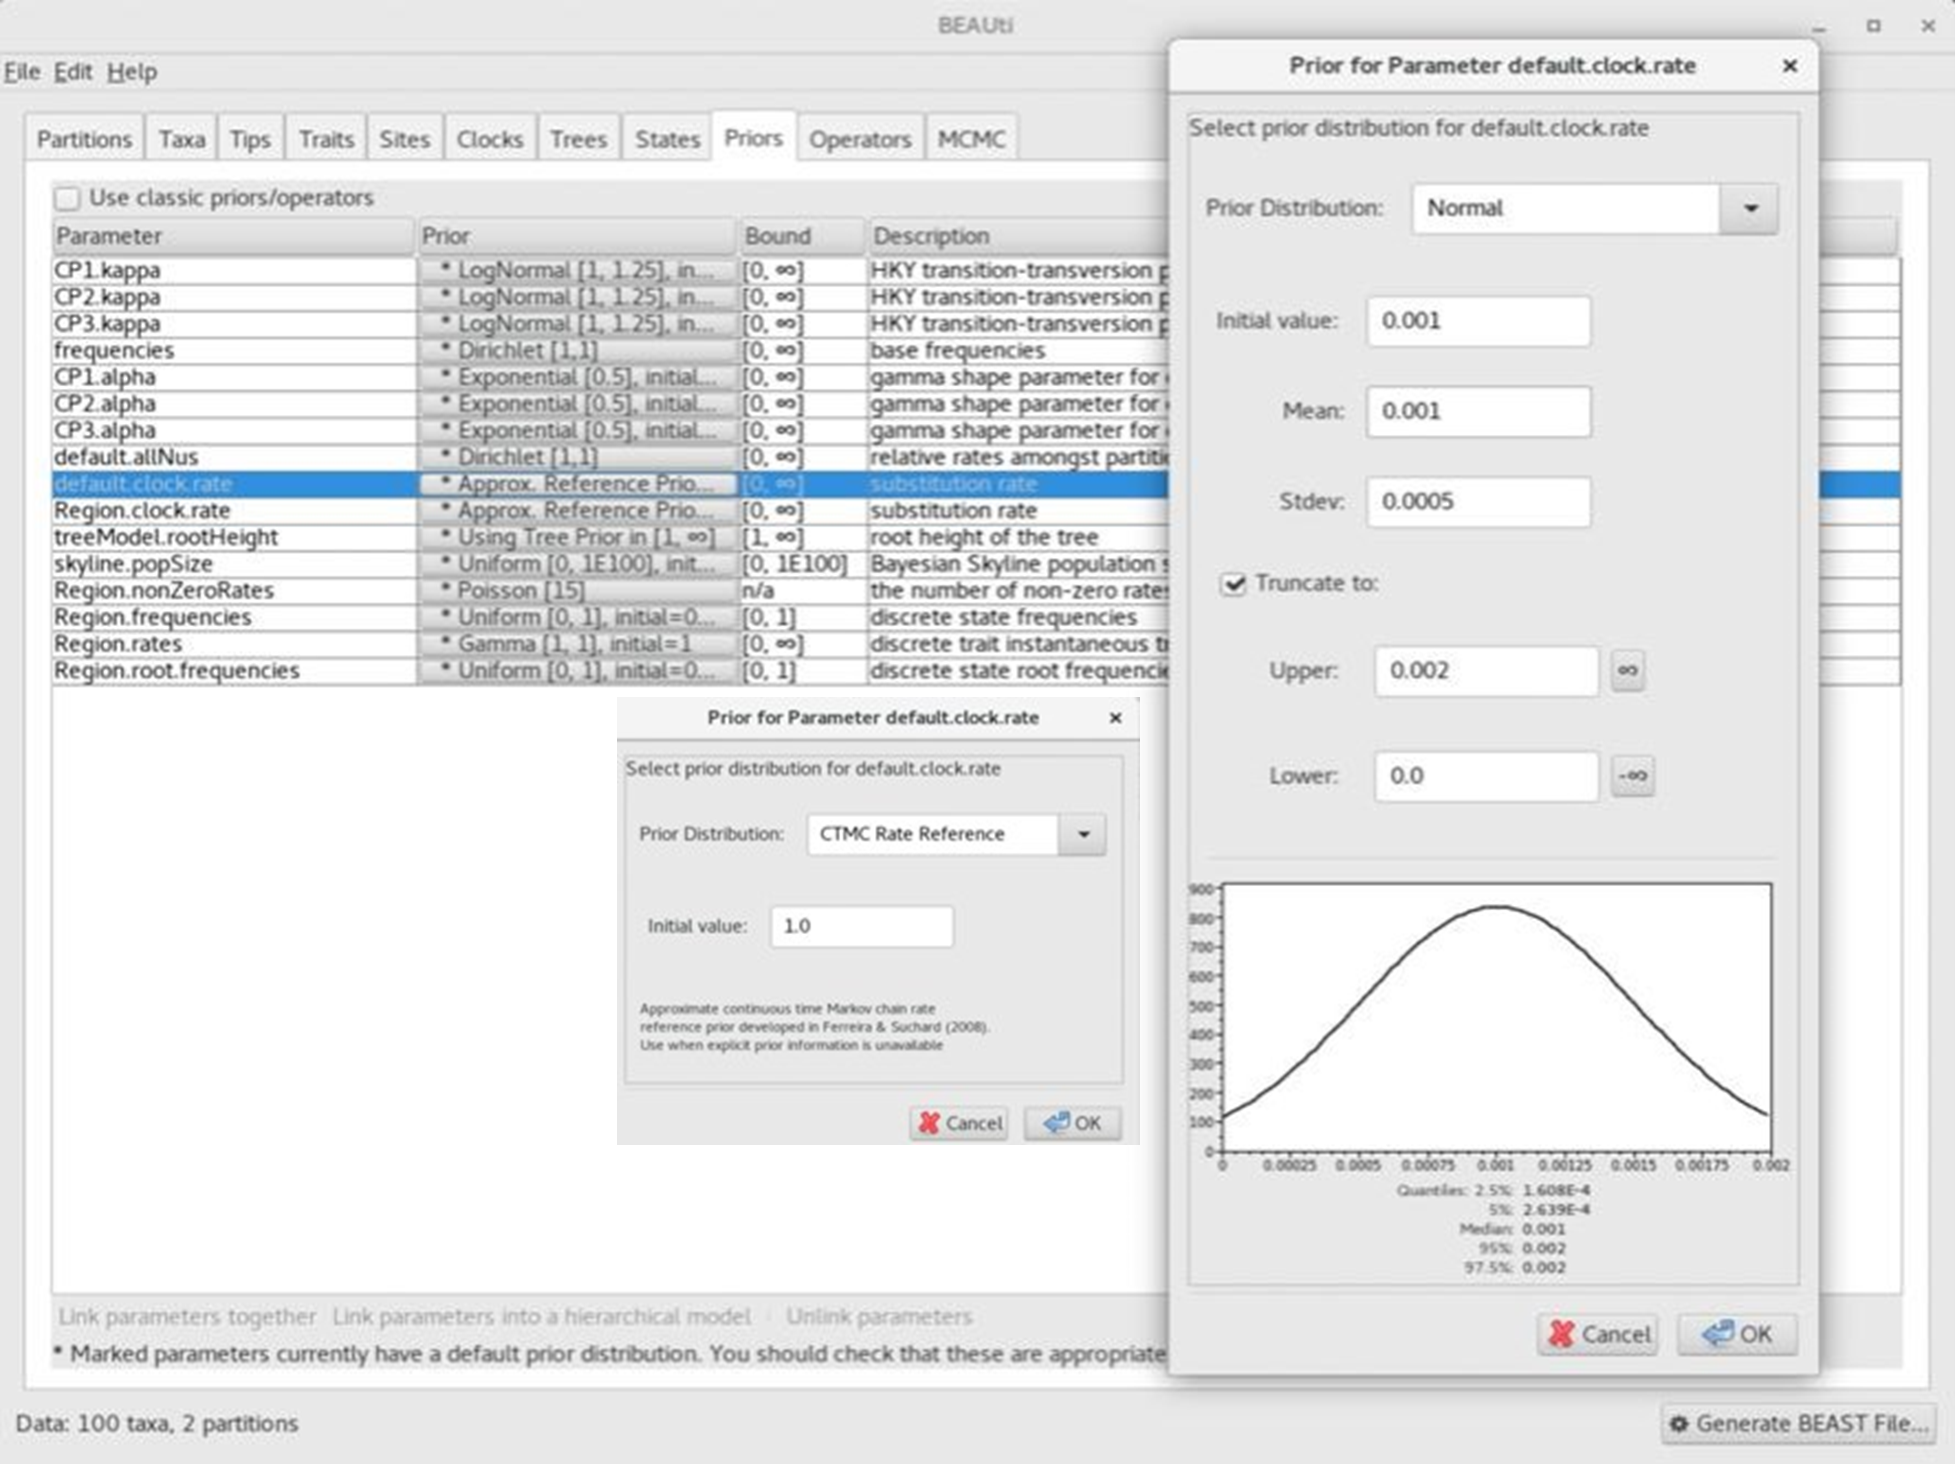 BEAUti
File Edit Help
Partitions Taxa Tips Traits Sites Clocks Trees States Priors Operators MCMC
Use classic priors/operators
Parameter Prior Bound Description
CP1.kappa * LogNormal [1, 1.25], in... [0, ∞] HKY transition-transversion p
CP2.kappa * LogNormal [1, 1.25], in... [0, ∞] HKY transition-transversion p
CP3.kappa * LogNormal [1, 1.25], in... [0, ∞] HKY transition-transversion p
frequencies * Dirichlet [1,1] [0, ∞] base frequencies
CP1.alpha * Exponential [0.5], initial... [0, ∞] gamma shape parameter for
CP2.alpha * Exponential [0.5], initial... [0, ∞] gamma shape parameter for
CP3.alpha * Exponential [0.5], initial... [0, ∞] gamma shape parameter for
default.allNus * Dirichlet [1,1] [0, ∞] relative rates amongst partiti
default.clock.rate * Approx. Reference Prio... [0, ∞] substitution rate
Region.clock.rate * Approx. Reference Prio... [0, ∞] substitution rate
treeModel.rootHeight * Using Tree Prior in [1, ∞] [1, ∞] root height of the tree
skyline.popSize * Uniform [0, 1E100], init... [0, 1E100] Bayesian Skyline population s
Region.nonZeroRates * Poisson [15] n/a the number of non-zero rates
Region.frequencies * Uniform [0, 1], initial=0... [0, 1] discrete state frequencies
Region.rates * Gamma [1, 1], initial=1 [0, ∞] discrete trait instantaneous t
Region.root.frequencies * Uniform [0, 1], initial=0... [0, 1] discrete state root frequencie
Prior for Parameter default.clock.rate
Select prior distribution for default.clock.rate
Prior Distribution: CTMC Rate Reference
Initial value: 1.0
Approximate continuous time Markov chain rate
reference prior developed in Ferreira & Suchard (2008).
Use when explicit prior information is unavailable
Cancel OK
Link parameters together Link parameters into a hierarchical model Unlink parameters
* Marked parameters currently have a default prior distribution. You should check that these are appropriate
Data: 100 taxa, 2 partitions
Generate BEAST File...
Prior for Parameter default.clock.rate
Select prior distribution for default.clock.rate
Prior Distribution: Normal
Initial value: 0.001
Mean: 0.001
Stdev: 0.0005
Truncate to:
Upper: 0.002 ∞
Lower: 0.0 -∞
900
800
700
600
500
400
300
200
100
0
0 0.00025 0.0005 0.00075 0.001 0.00125 0.0015 0.00175 0.002
Quantiles: 2.5%: 1.608E-4
5%: 2.639E-4
Median: 0.001
95%: 0.002
97.5%: 0.002
Cancel OK